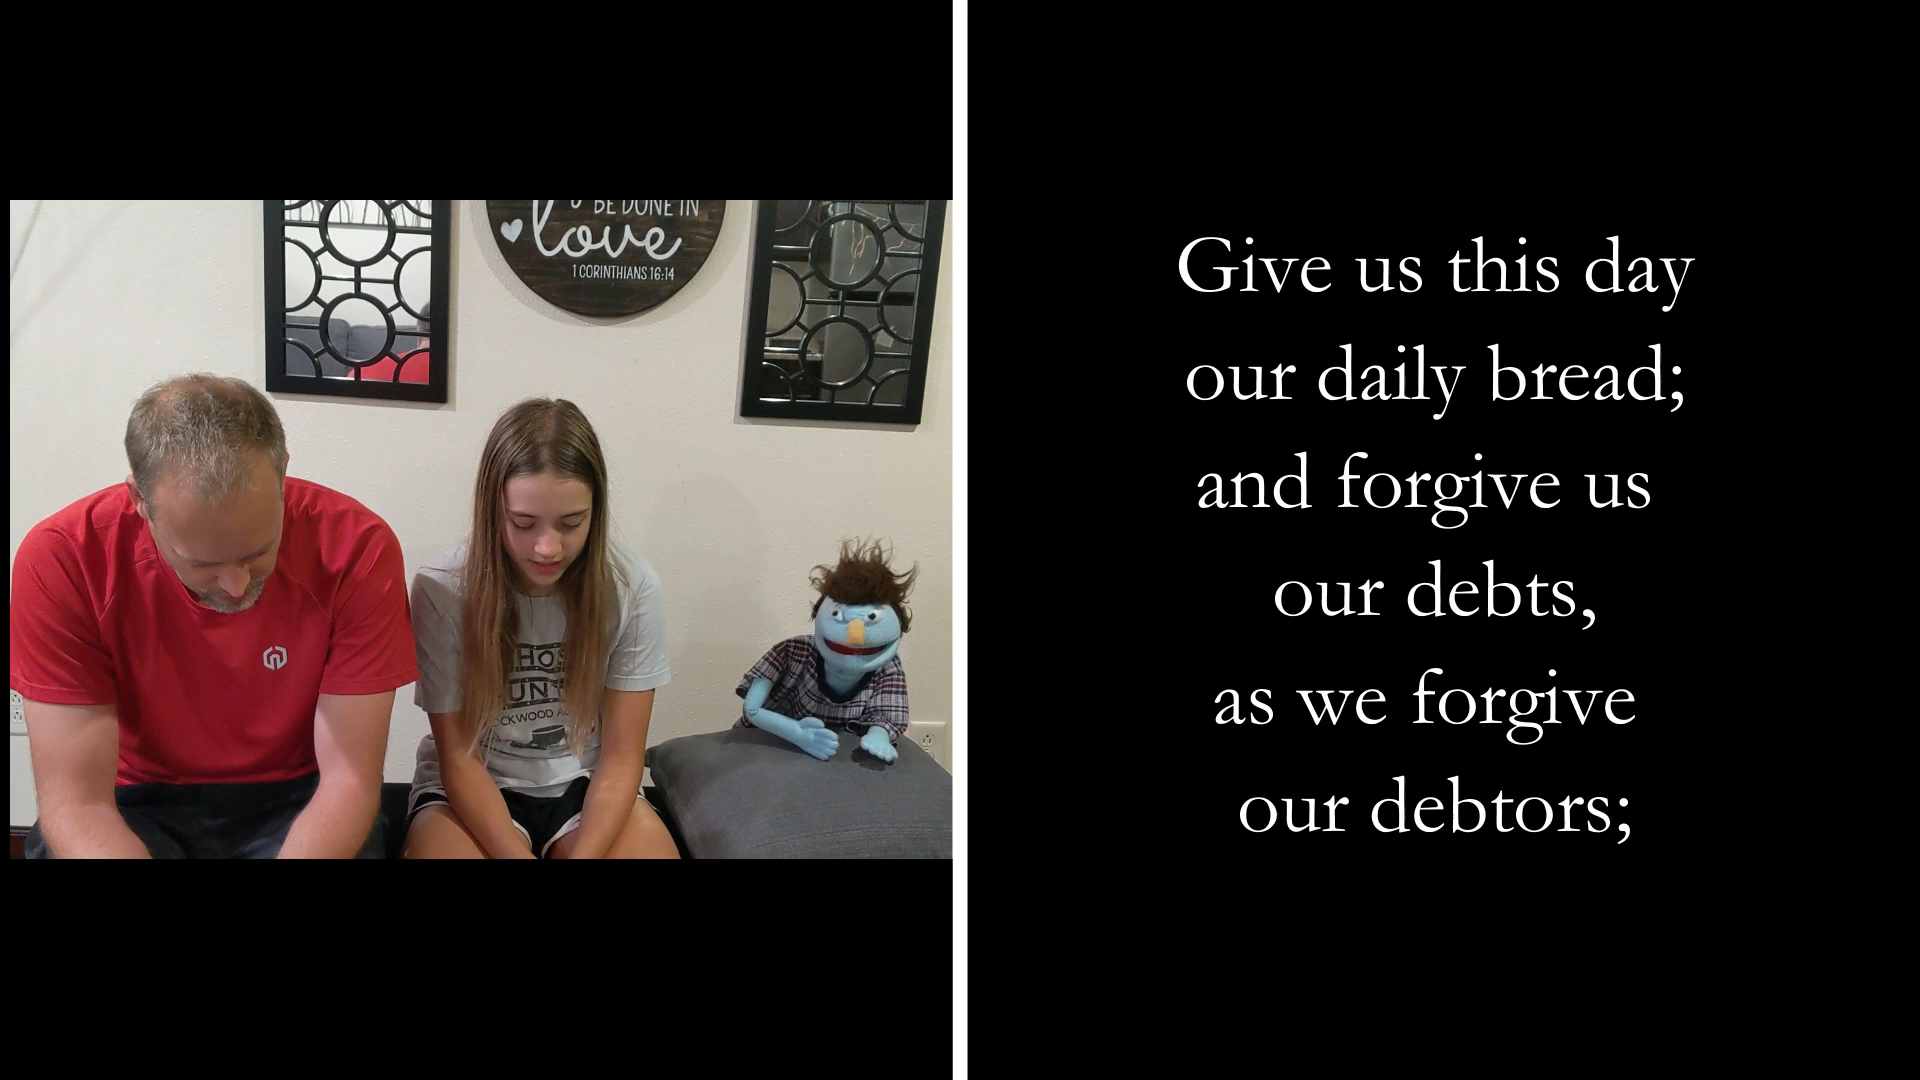 BE DONE IN
love
1 CORINTHIANS 16:14
Give us this day
our daily bread;
and forgive us
our debts,
as we forgive
our debtors;